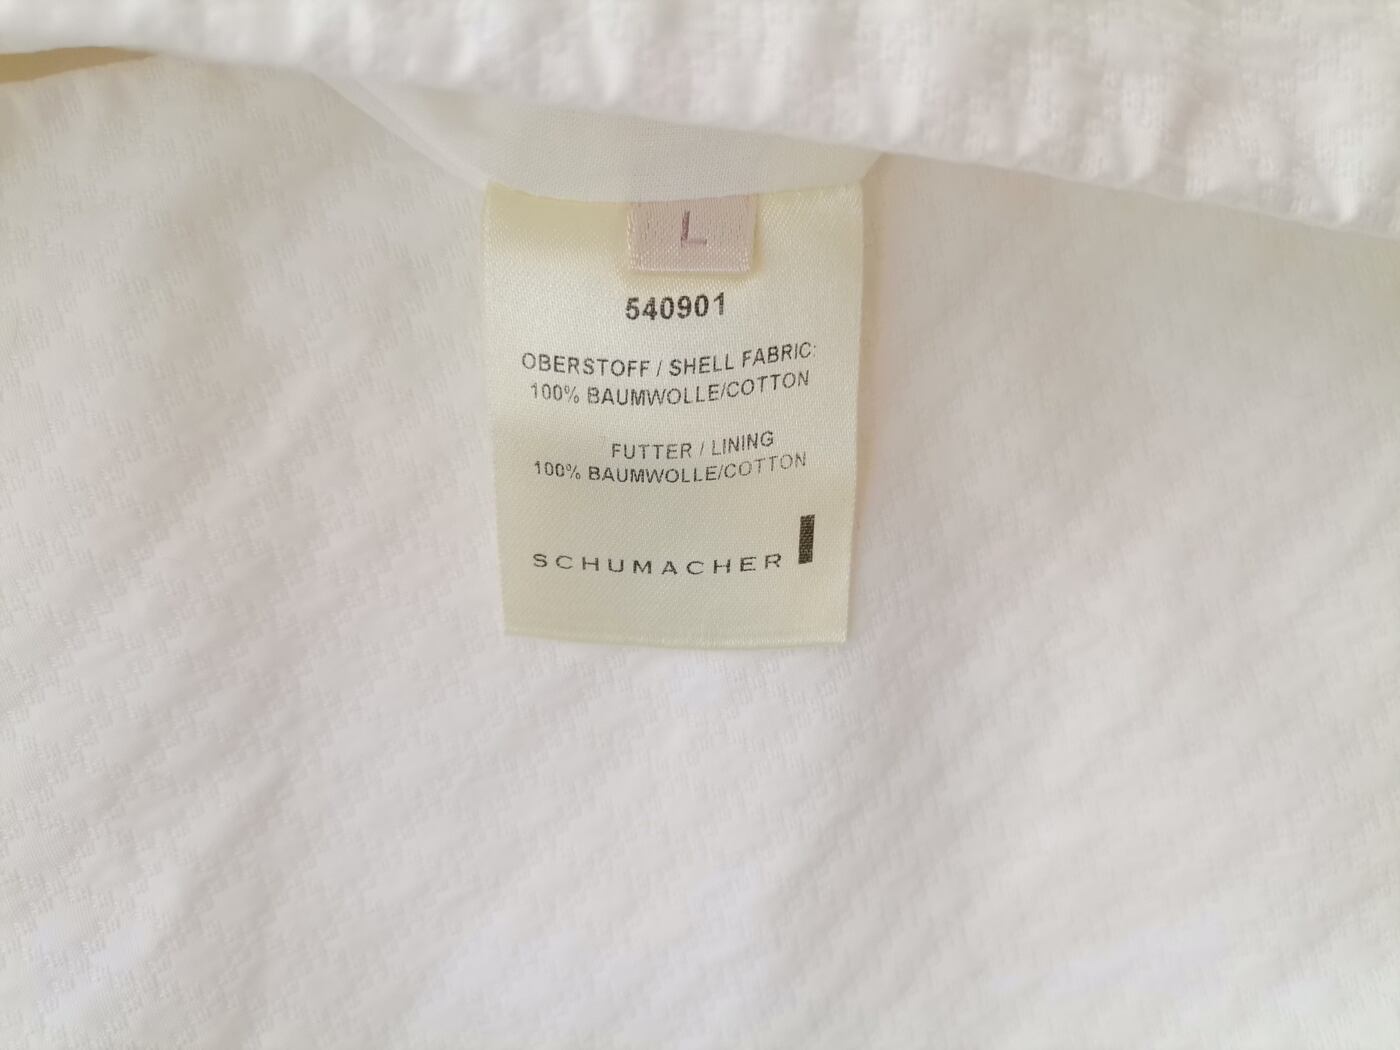 L
540901
OBERSTOFF / SHELL FABRIC:
100% BAUMWOLLE/COTTON
FUTTER / LINING
100% BAUMWOLLE/COTTON
SCHUMACHER